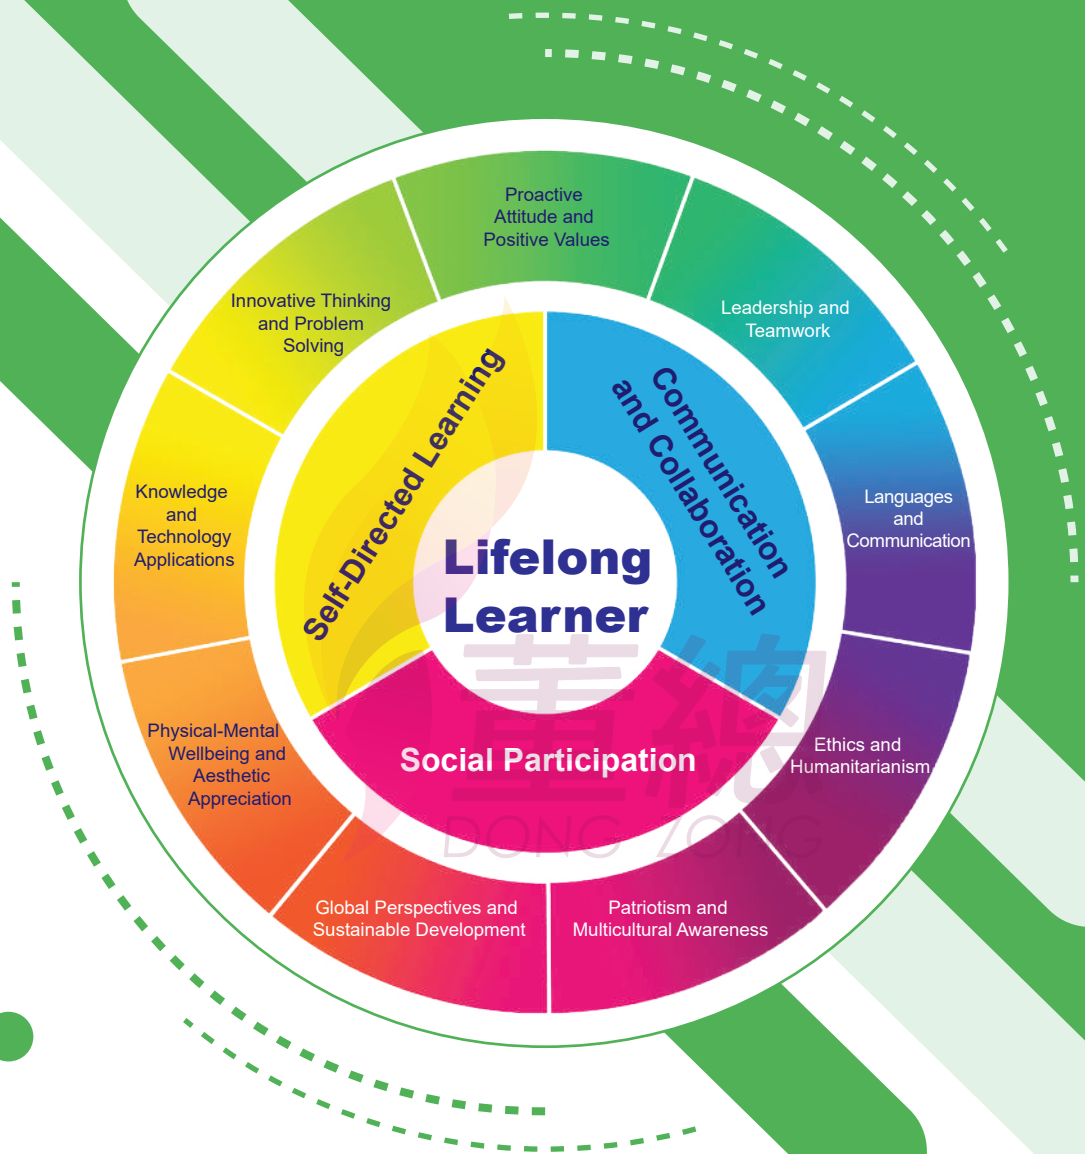 Proactive
Attitude and
Positive Values
Leadership and
Teamwork
Languages
and
Communication
Ethics and
Humanitarianism
Patriotism and
Multicultural Awareness
Global Perspectives and
Sustainable Development
Physical-Mental
Wellbeing and
Aesthetic
Appreciation
Knowledge
and
Technology
Applications
Innovative Thinking
and Problem
Solving
Self-Directed Learning
Communication
and Collaboration
Social Participation
Lifelong
Learner
董總
DONG ZONG